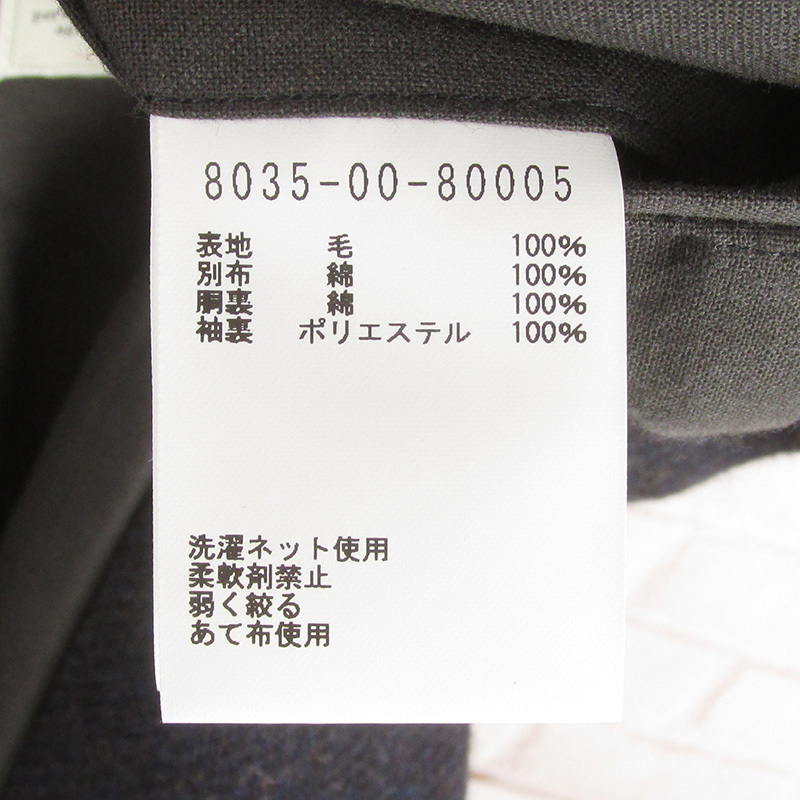 8035-00-80005
表地 毛 100%
別布 綿 100%
胴裏 綿 100%
袖裏 ポリエステル 100%
洗濯ネット使用
柔軟剤禁止
弱く絞る
あて布使用